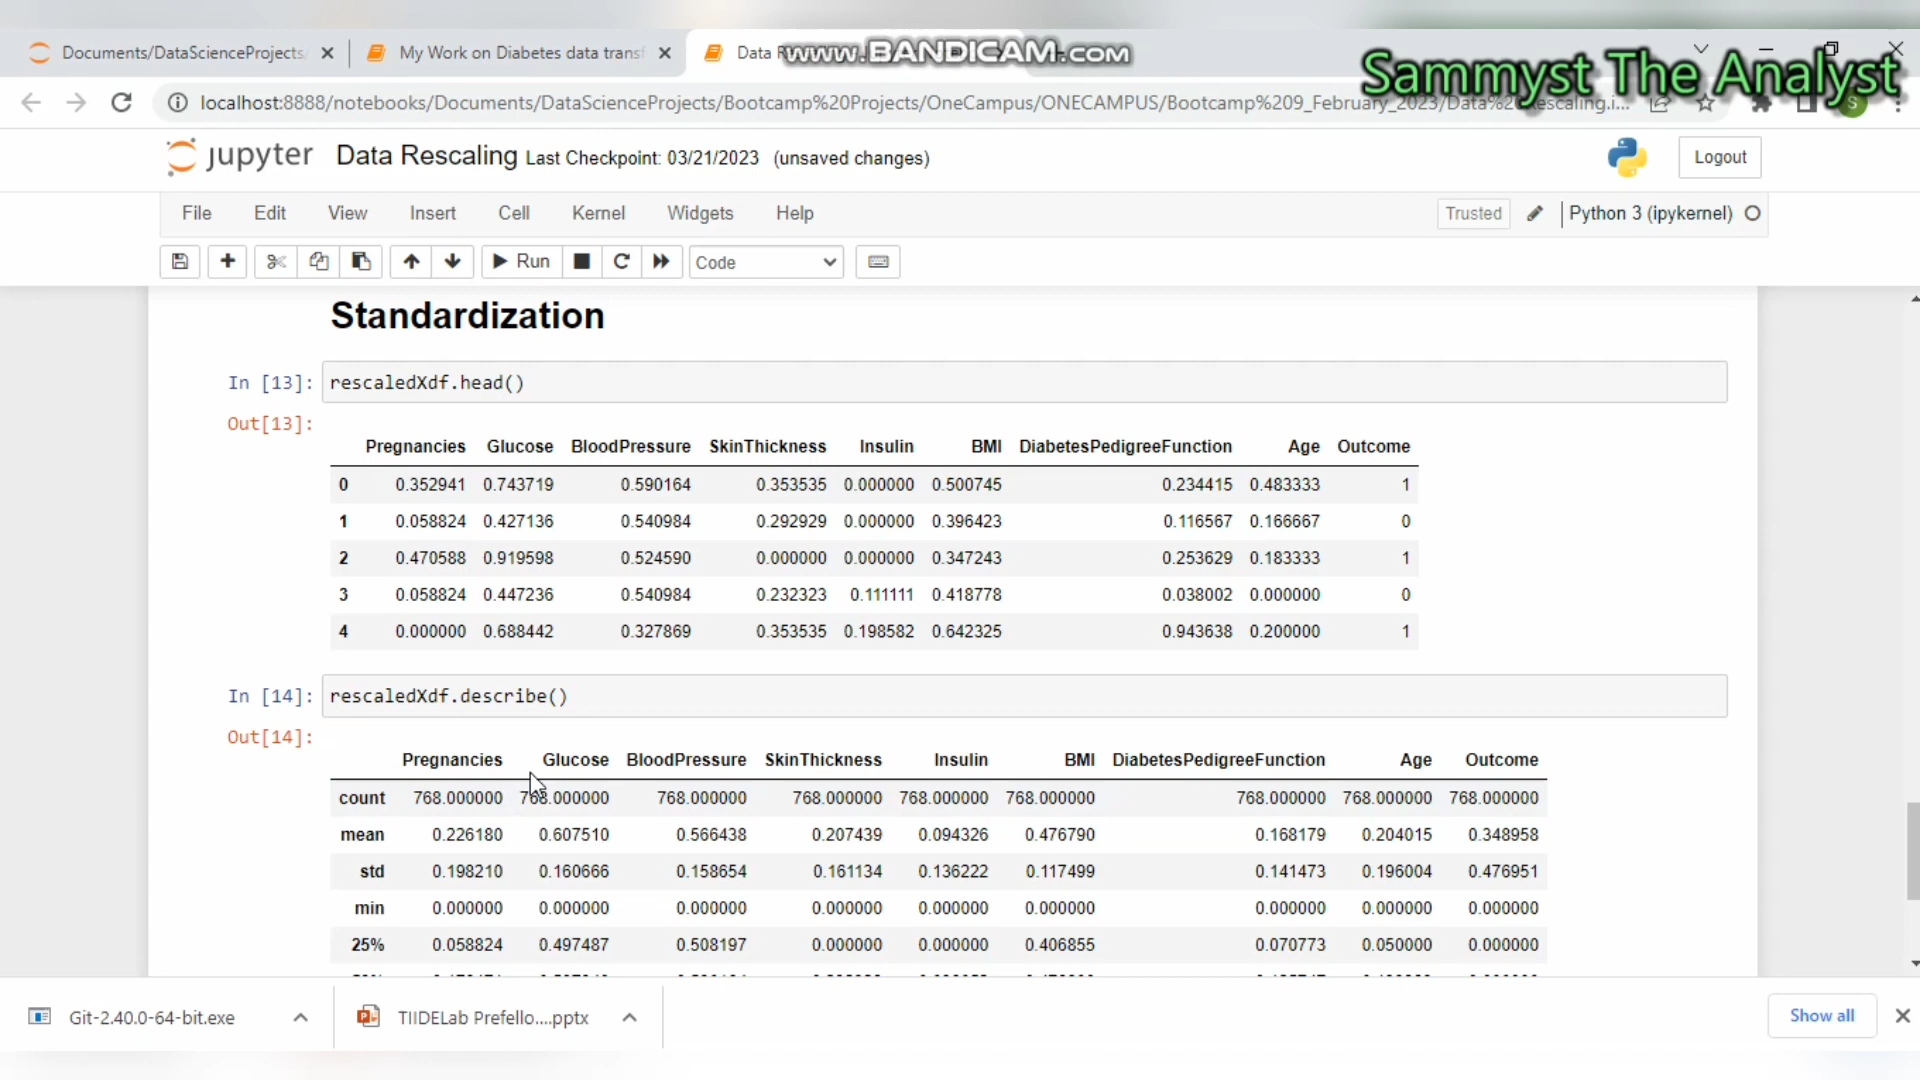 Documents/DataScienceProjects/
My Work on Diabetes data transf
Data R
www.BANDICAM.com
Sammyst The Analyst
localhost:8888/notebooks/Documents/DataScienceProjects/Bootcamp%20Projects/OneCampus/ONECAMPUS/Bootcamp%209_February_2023/Data%20Rescaling.i...
S
jupyter Data Rescaling Last Checkpoint: 03/21/2023 (unsaved changes)
Logout
File Edit View Insert Cell Kernel Widgets Help
Trusted Python 3 (ipykernel)
Run Code
Standardization
In [13]: rescaledXdf.head()
Out[13]:
Pregnancies Glucose BloodPressure SkinThickness Insulin BMI DiabetesPedigreeFunction Age Outcome
0 0.352941 0.743719 0.590164 0.353535 0.000000 0.500745 0.234415 0.483333 1
1 0.058824 0.427136 0.540984 0.292929 0.000000 0.396423 0.116567 0.166667 0
2 0.470588 0.919598 0.524590 0.000000 0.000000 0.347243 0.253629 0.183333 1
3 0.058824 0.447236 0.540984 0.232323 0.111111 0.418778 0.038002 0.000000 0
4 0.000000 0.688442 0.327869 0.353535 0.198582 0.642325 0.943638 0.200000 1
In [14]: rescaledXdf.describe()
Out[14]:
Pregnancies Glucose BloodPressure SkinThickness Insulin BMI DiabetesPedigreeFunction Age Outcome
count 768.000000 768.000000 768.000000 768.000000 768.000000 768.000000 768.000000 768.000000 768.000000
mean 0.226180 0.607510 0.566438 0.207439 0.094326 0.476790 0.168179 0.204015 0.348958
std 0.198210 0.160666 0.158654 0.161134 0.136222 0.117499 0.141473 0.196004 0.476951
min 0.000000 0.000000 0.000000 0.000000 0.000000 0.000000 0.000000 0.000000 0.000000
25% 0.058824 0.497487 0.508197 0.000000 0.000000 0.406855 0.070773 0.050000 0.000000
Git-2.40.0-64-bit.exe
TIIDELab Prefello....pptx
Show all